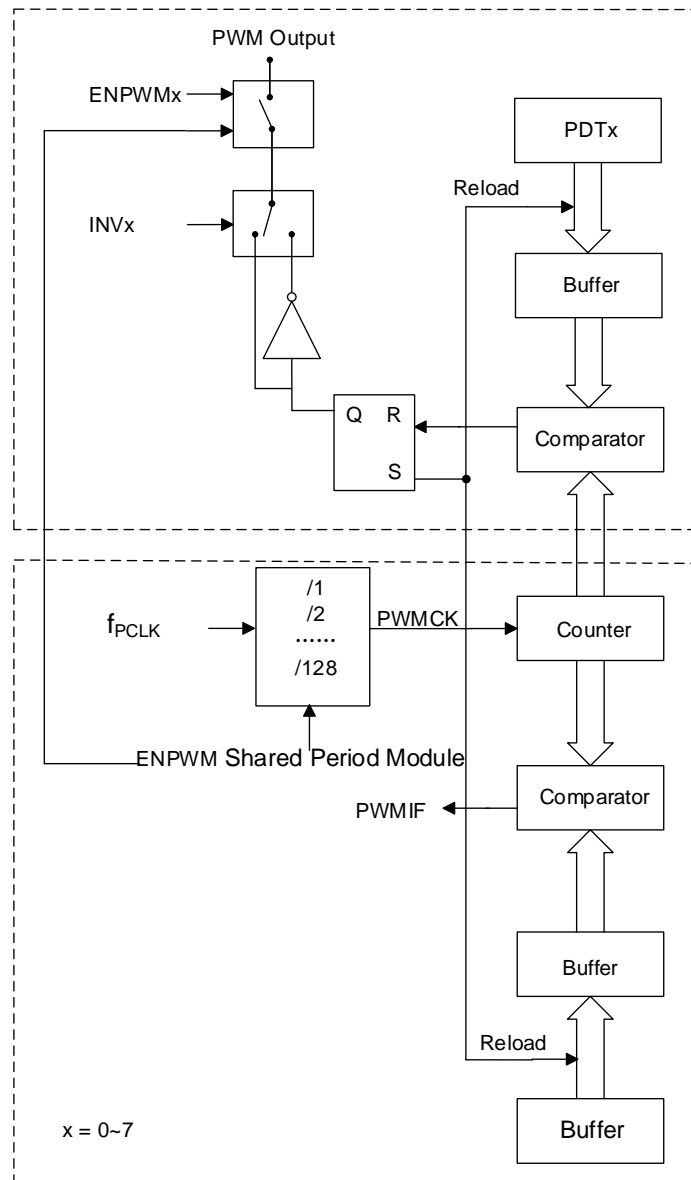 PWM Output
ENPWMx
PDTx
Reload
INVx
Buffer
Q R
S
Comparator
/1
/2
......
/128
fPCLK
PWMCK
Counter
ENPWM Shared Period Module
Comparator
PWMIF
Buffer
Reload
x = 0~7
Buffer